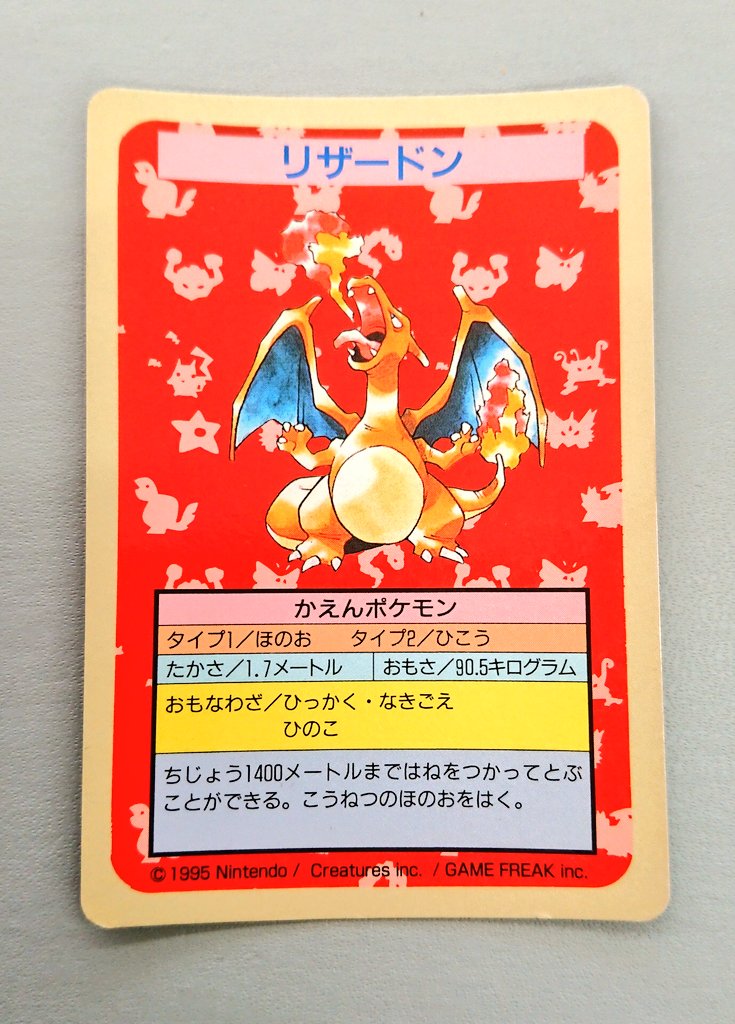 リザードン
かえんポケモン
タイプ1／ほのお　タイプ2／ひこう
たかさ／1.7メートル　おもさ／90.5キログラム
おもなわざ／ひっかく・なきごえ
ひのこ
ちじょう1400メートルまではねをつかってとぶ
ことができる。こうねつのほのおをはく。
© 1995 Nintendo / Creatures inc. / GAME FREAK inc.